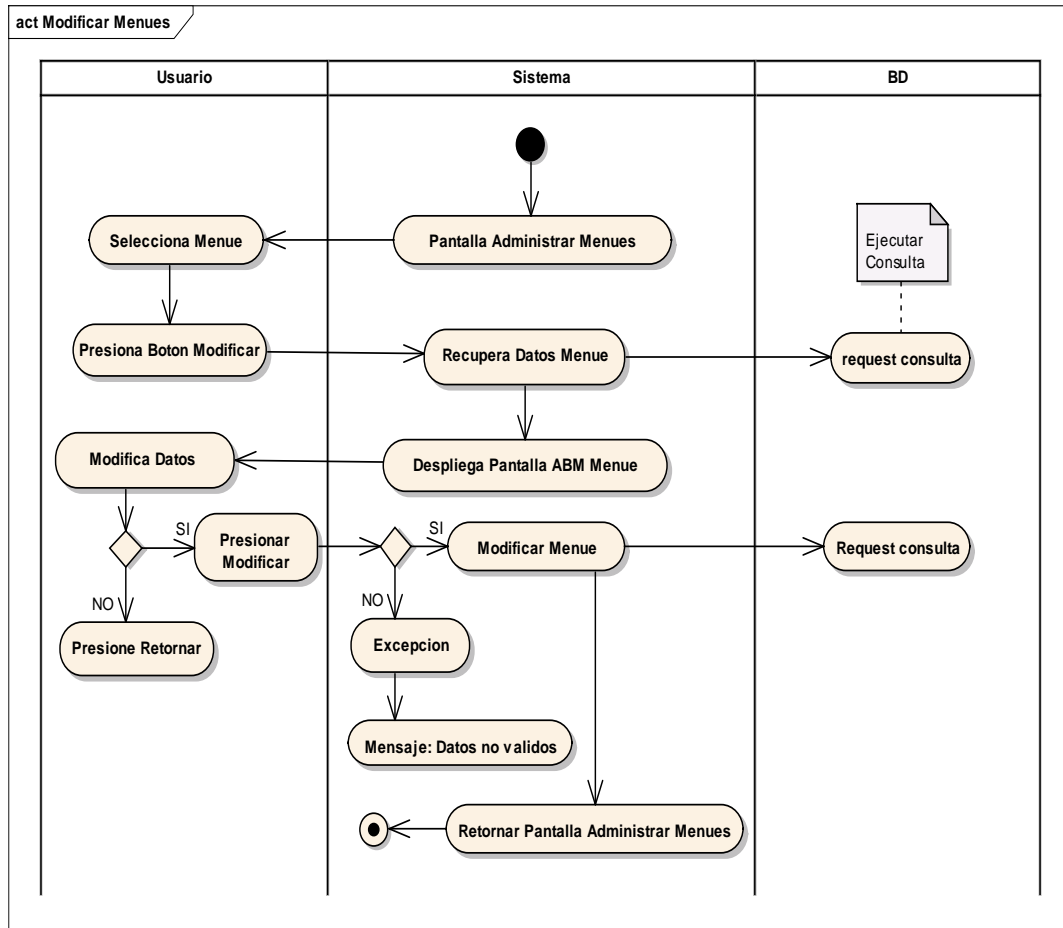 act Modificar Menues
Usuario
Sistema
BD
Selecciona Menue
Pantalla Administrar Menues
Ejecutar
Consulta
Presiona Boton Modificar
Recupera Datos Menue
request consulta
Modifica Datos
Despliega Pantalla ABM Menue
SI
Presionar
Modificar
SI
Modificar Menue
Request consulta
NO
NO
Presione Retornar
Excepcion
Mensaje: Datos no validos
Retornar Pantalla Administrar Menues